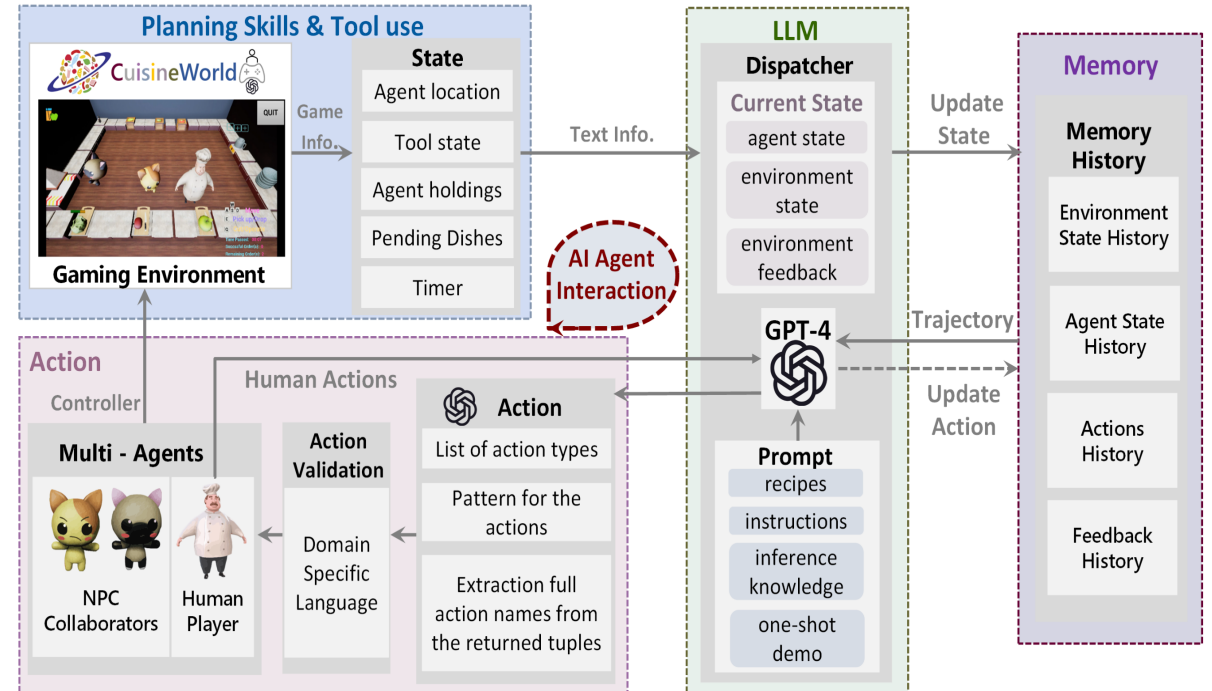 Planning Skills & Tool use
CuisineWorld
QUIT
Gaming Environment
Game
Info.
State
Agent location
Tool state
Agent holdings
Pending Dishes
Timer
Text Info.
AI Agent
Interaction
LLM
Dispatcher
Current State
agent state
environment
state
environment
feedback
GPT-4
Prompt
recipes
instructions
inference
knowledge
one-shot
demo
Update
State
Trajectory
Update
Action
Memory
Memory
History
Environment
State History
Agent State
History
Actions
History
Feedback
History
Action
Controller
Human Actions
Multi - Agents
NPC
Collaborators
Human
Player
Action
Validation
Domain
Specific
Language
Action
List of action types
Pattern for the
actions
Extraction full
action names from
the returned tuples